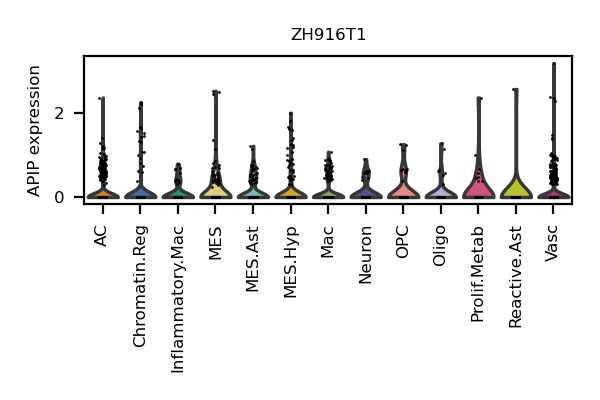 ZH916T1
APIP expression
2
0
AC
Chromatin.Reg
Inflammatory.Mac
MES
MES.Ast
MES.Hyp
Mac
Neuron
OPC
Oligo
Prolif.Metab
Reactive.Ast
Vasc